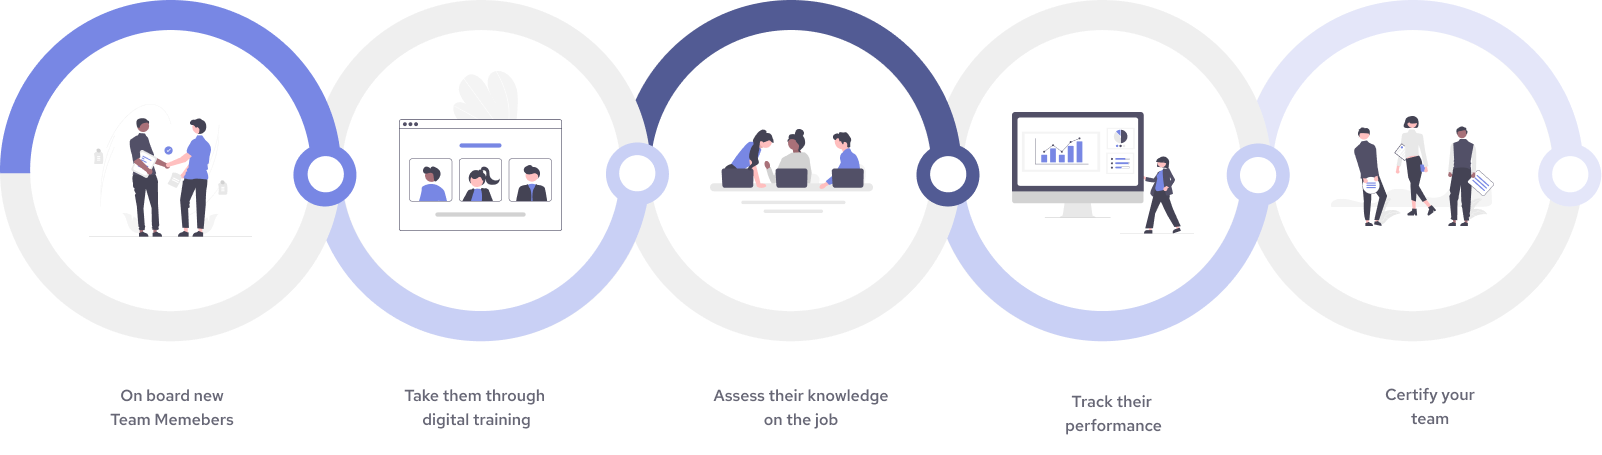 On board new
Team Memebers
Take them through
digital training
Assess their knowledge
on the job
Track their
performance
Certify your
team